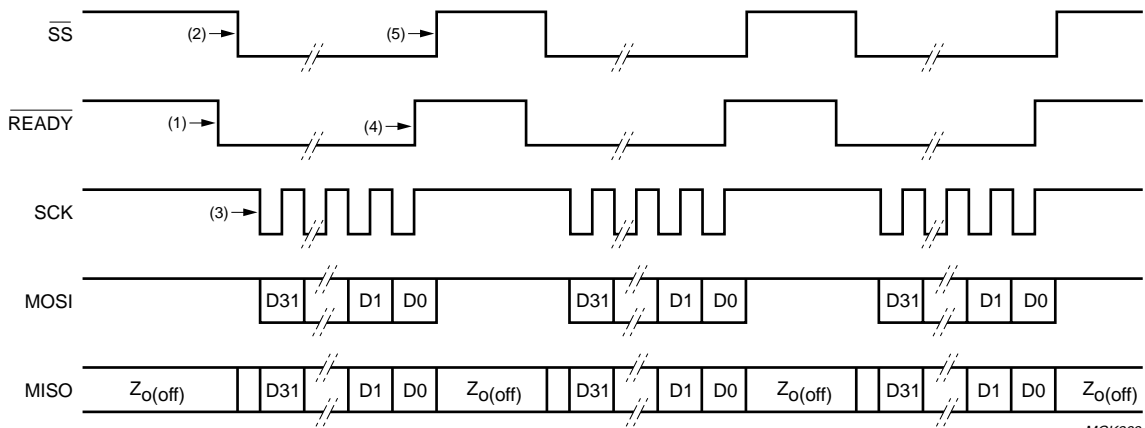 SS (2) (5)
READY (1) (4)
SCK (3)
MOSI D31 D1 D0 D31 D1 D0 D31 D1 D0
MISO Zo(off) D31 D1 D0 Zo(off) D31 D1 D0 Zo(off) D31 D1 D0 Zo(off)